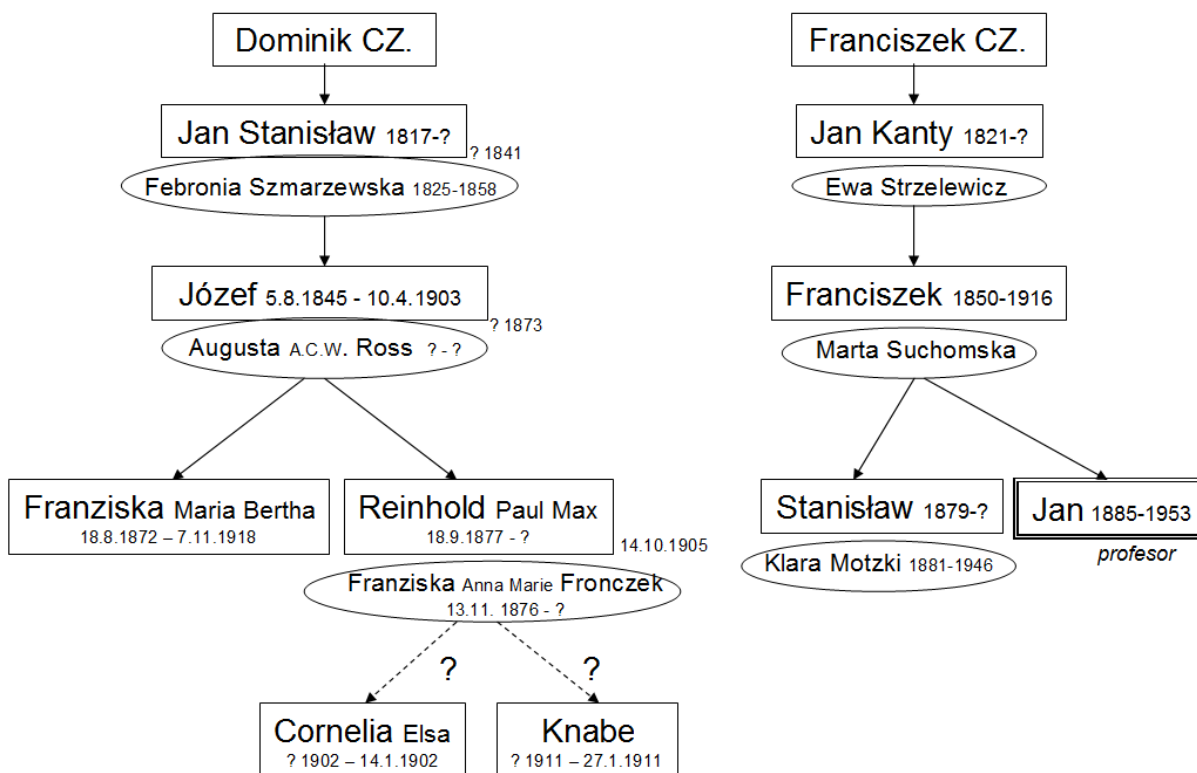 Dominik CZ.
Jan Stanisław 1817-?
? 1841
Febronia Szmarzewska 1825-1858
Józef 5.8.1845 - 10.4.1903
? 1873
Augusta A.C.W. Ross ? - ?
Franziska Maria Bertha
18.8.1872 – 7.11.1918
Reinhold Paul Max
18.9.1877 - ?
14.10.1905
Franziska Anna Marie Fronczek
13.11. 1876 - ?
?
?
Cornelia Elsa
? 1902 – 14.1.1902
Knabe
? 1911 – 27.1.1911
Franciszek CZ.
Jan Kanty 1821-?
Ewa Strzelewicz
Franciszek 1850-1916
Marta Suchomska
Stanisław 1879-?
Klara Motzki 1881-1946
Jan 1885-1953
profesor